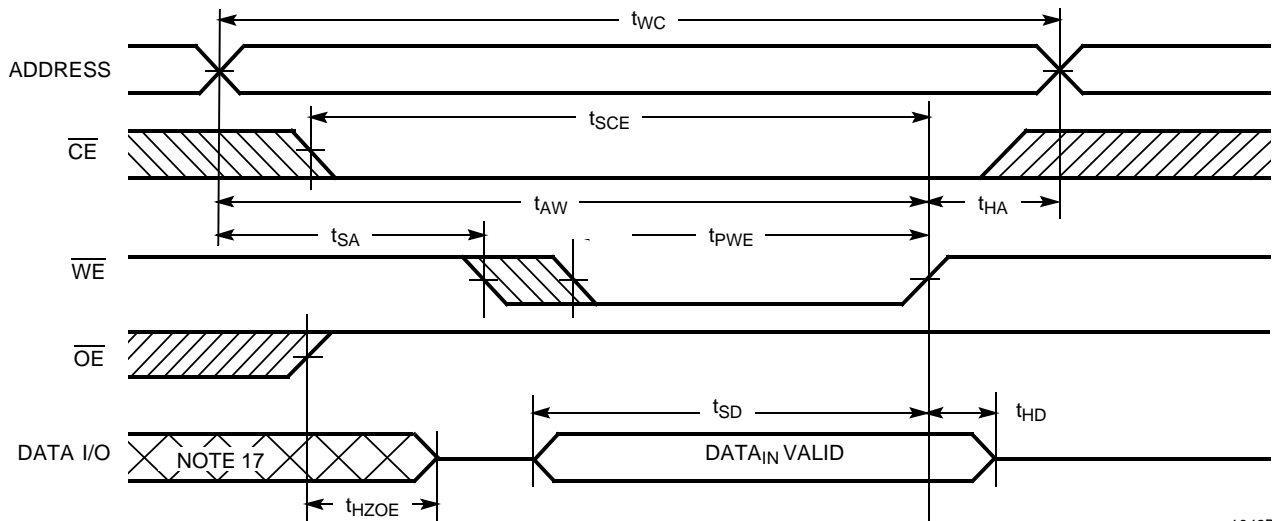 tWC
ADDRESS
tSCE
CE
tAW
tHA
tSA
tPWE
WE
OE
tSD
tHD
DATA I/O
NOTE 17
DATAIN VALID
tHZOE